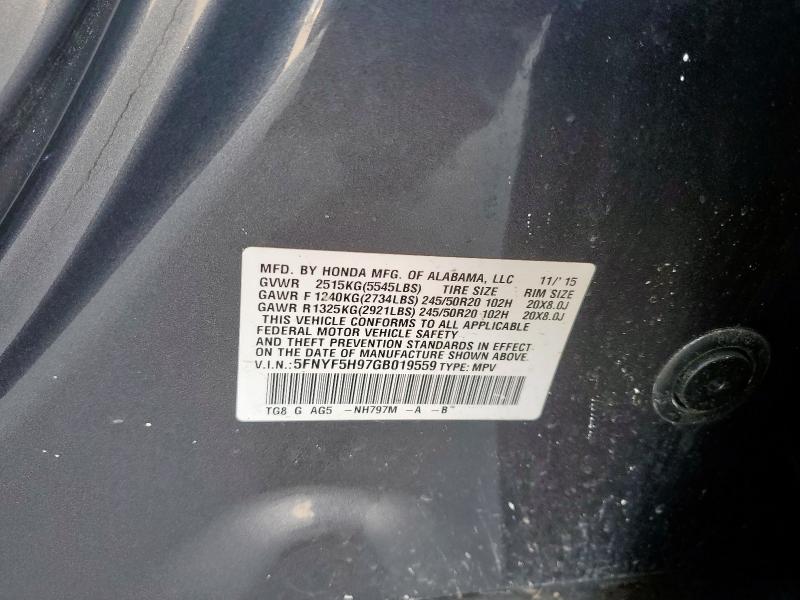 MFD. BY HONDA MFG. OF ALABAMA, LLC 11/'15
GVWR 2515KG(5545LBS) TIRE SIZE RIM SIZE
GAWR F 1240KG(2734LBS) 245/50R20 102H 20X8.0J
GAWR R 1325KG(2921LBS) 245/50R20 102H 20X8.0J
THIS VEHICLE CONFORMS TO ALL APPLICABLE
FEDERAL MOTOR VEHICLE SAFETY
AND THEFT PREVENTION STANDARDS IN EFFECT
ON THE DATE OF MANUFACTURE SHOWN ABOVE.
V.I.N.:5FNYF5H97GB019559 TYPE: MPV
TG8 G AG5 -NH797M -A -B"